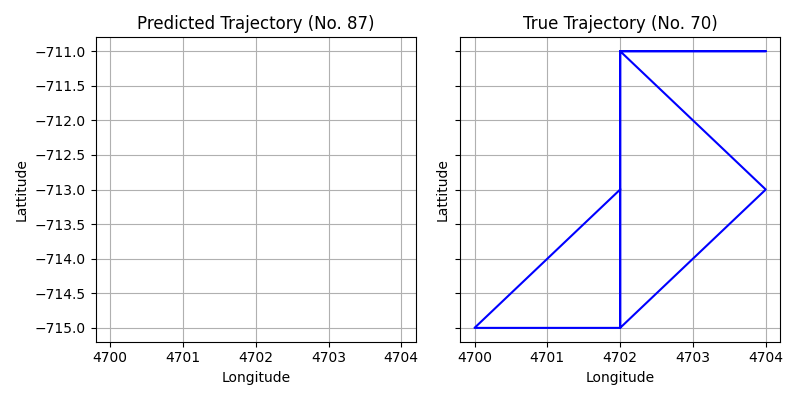 Predicted Trajectory (No. 87)
True Trajectory (No. 70)
−711.0
−711.5
−712.0
−712.5
−713.0
−713.5
−714.0
−714.5
−715.0
Lattitude
Lattitude
4700 4701 4702 4703 4704
4700 4701 4702 4703 4704
Longitude
Longitude